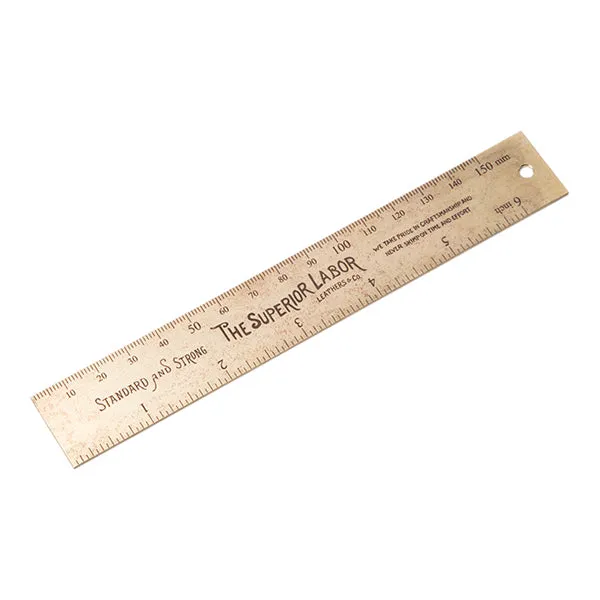 10 20 30 40 50 60 70 80 90 100 110 120 130 140 150 mm
STANDARD AND STRONG
THE SUPERIOR LABOR
LEATHERS & CO.
WE TAKE PRIDE IN CRAFTSMANSHIP AND
NEVER SKIMP ON TIME AND EFFORT.
1 2 3 4 5 6 inch